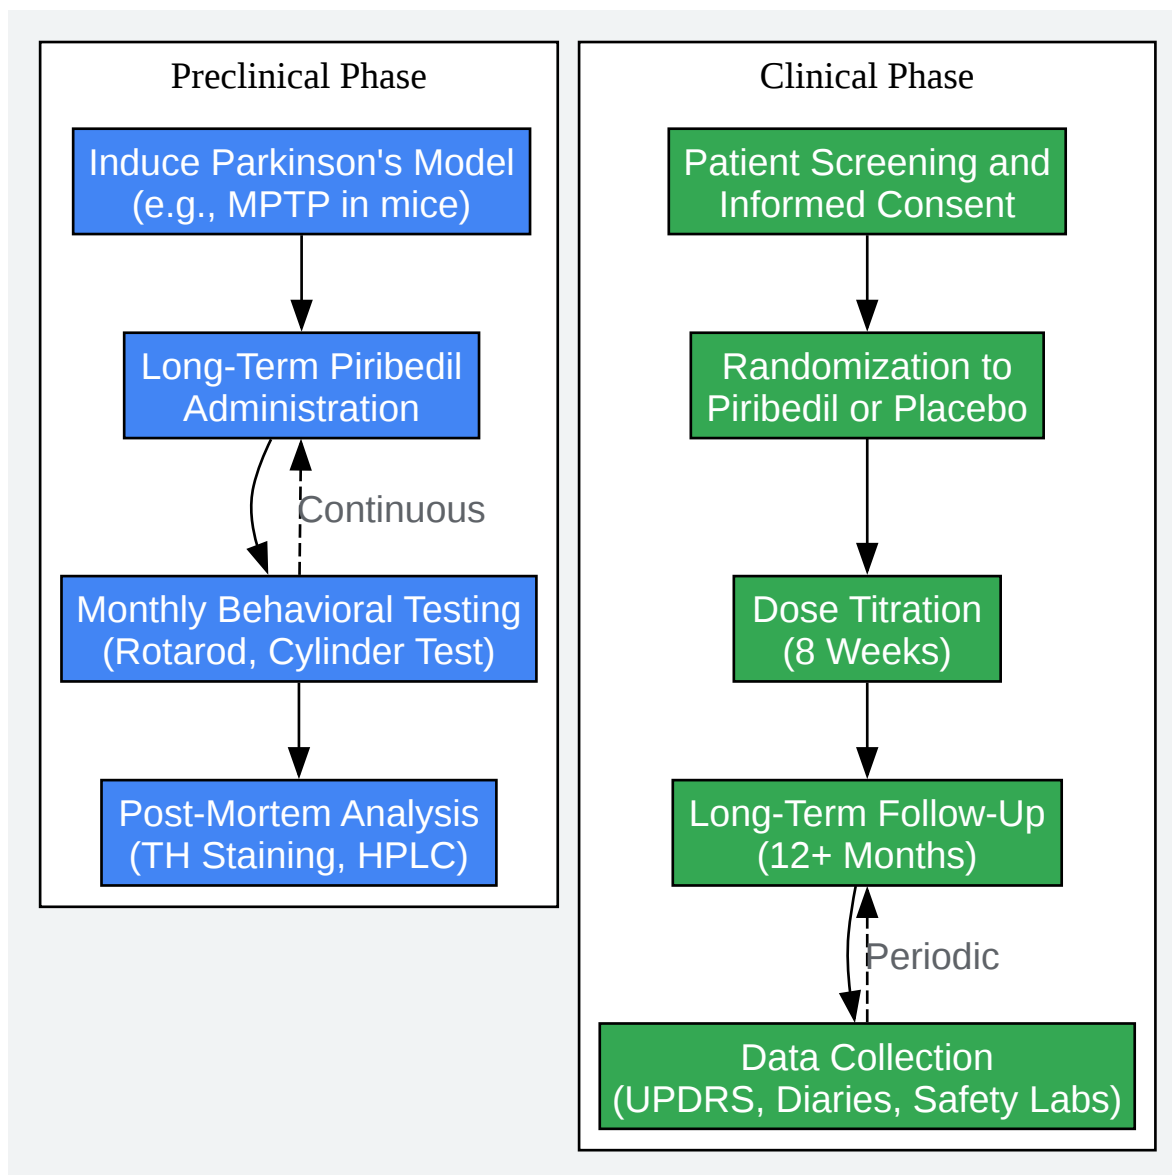 Preclinical Phase
Induce Parkinson's Model
(e.g., MPTP in mice)
Long-Term Piribedil
Administration
Continuous
Monthly Behavioral Testing
(Rotarod, Cylinder Test)
Post-Mortem Analysis
(TH Staining, HPLC)
Clinical Phase
Patient Screening and
Informed Consent
Randomization to
Piribedil or Placebo
Dose Titration
(8 Weeks)
Long-Term Follow-Up
(12+ Months)
Periodic
Data Collection
(UPDRS, Diaries, Safety Labs)